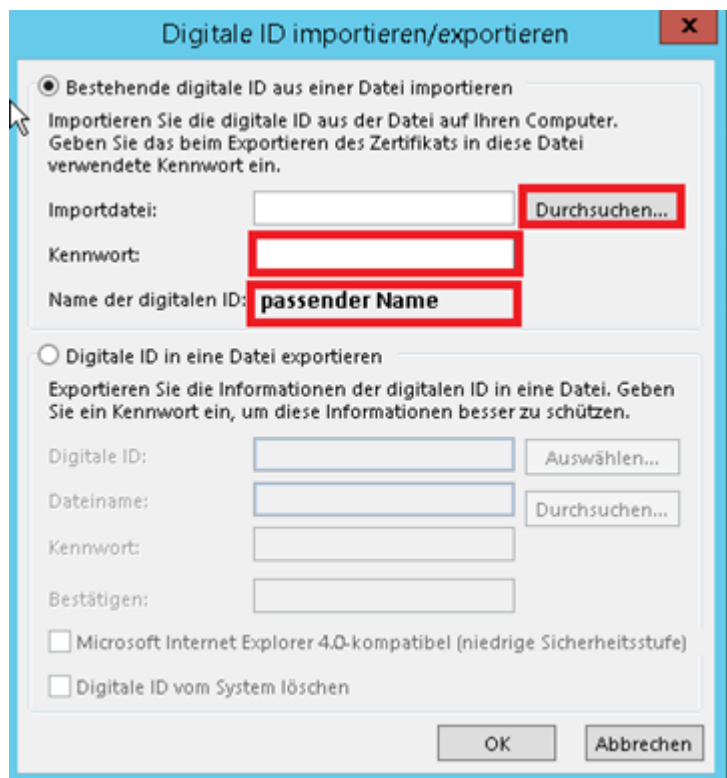 Digitale ID importieren/exportieren
x
Bestehende digitale ID aus einer Datei importieren
Importieren Sie die digitale ID aus der Datei auf Ihren Computer.
Geben Sie das beim Exportieren des Zertifikats in diese Datei
verwendete Kennwort ein.
Importdatei:
Durchsuchen...
Kennwort:
Name der digitalen ID: passender Name
Digitale ID in eine Datei exportieren
Exportieren Sie die Informationen der digitalen ID in eine Datei. Geben
Sie ein Kennwort ein, um diese Informationen besser zu schützen.
Digitale ID:
Auswählen...
Dateiname:
Durchsuchen...
Kennwort:
Bestätigen:
Microsoft Internet Explorer 4.0-kompatibel (niedrige Sicherheitsstufe)
Digitale ID vom System löschen
OK
Abbrechen